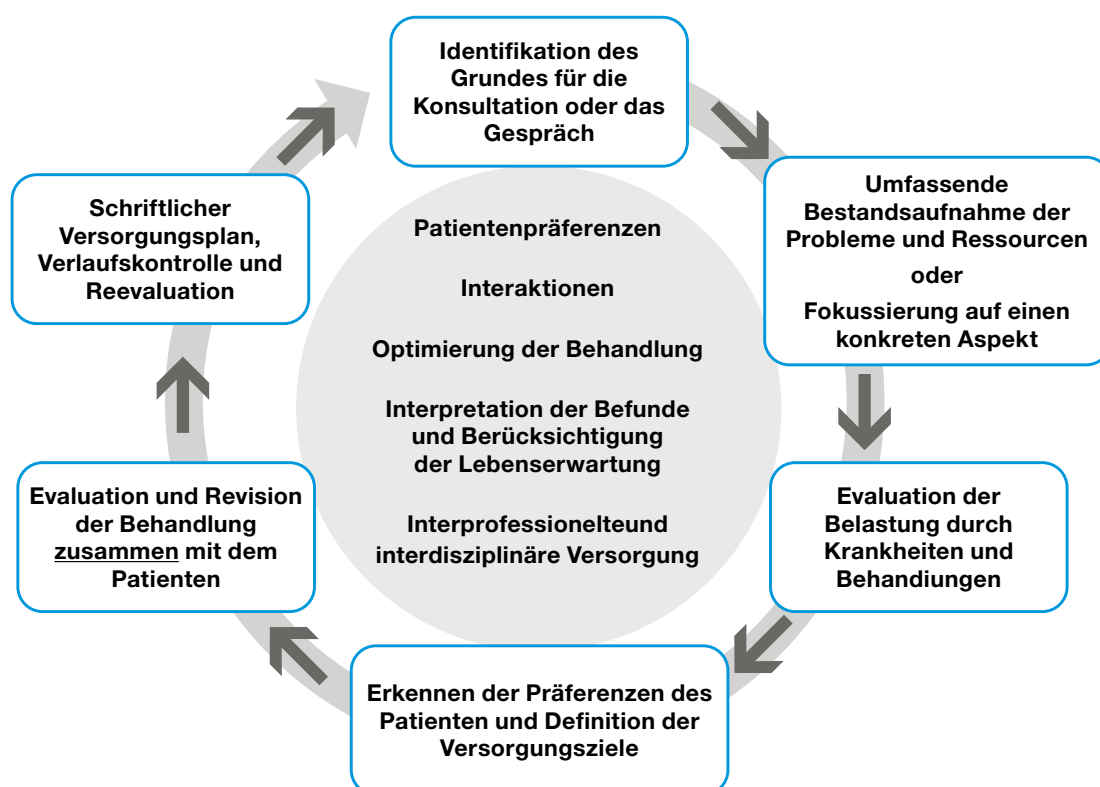 Identifikation des
Grundes für die
Konsultation oder das
Gespräch
Umfassende
Bestandsaufnahme der
Probleme und Ressourcen
oder
Fokussierung auf einen
konkreten Aspekt
Evaluation der
Belastung durch
Krankheiten und
Behandiungen
Erkennen der Präferenzen des
Patienten und Definition der
Versorgungsziele
Evaluation und Revision
der Behandlung
zusammen mit dem
Patienten
Schriftlicher
Versorgungsplan,
Verlaufskontrolle und
Reevaluation
Patientenpräferenzen
Interaktionen
Optimierung der Behandlung
Interpretation der Befunde
und Berücksichtigung
der Lebenserwartung
Interprofessionelteund
interdisziplinäre Versorgung